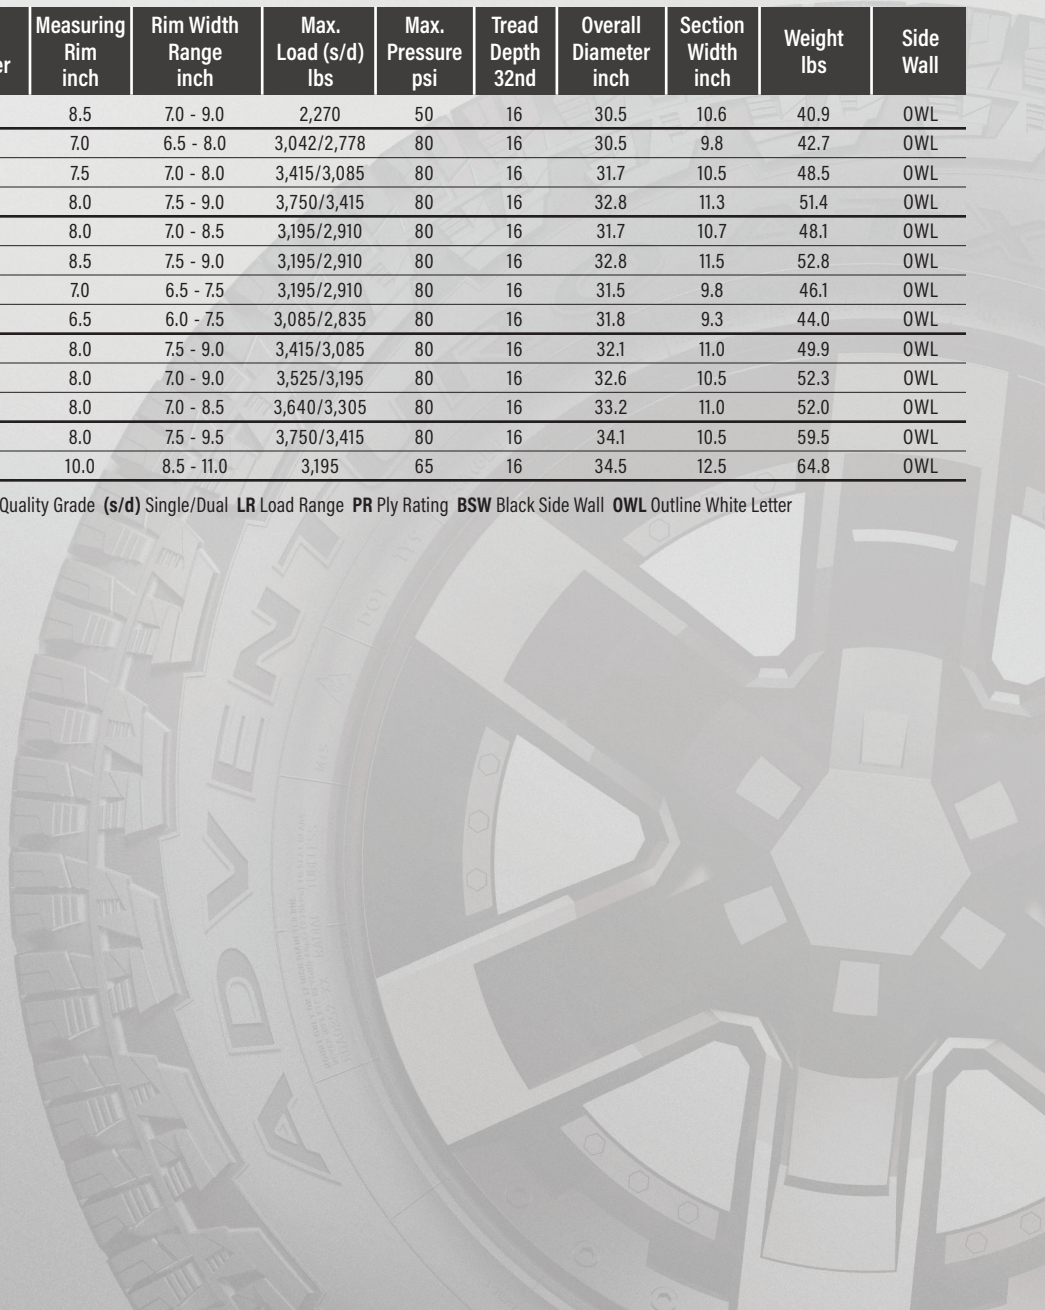 er
Measuring Rim inch
Rim Width Range inch
Max. Load (s/d) lbs
Max. Pressure psi
Tread Depth 32nd
Overall Diameter inch
Section Width inch
Weight lbs
Side Wall
8.5 7.0 - 9.0 2,270 50 16 30.5 10.6 40.9 OWL
7.0 6.5 - 8.0 3,042/2,778 80 16 30.5 9.8 42.7 OWL
7.5 7.0 - 8.0 3,415/3,085 80 16 31.7 10.5 48.5 OWL
8.0 7.5 - 9.0 3,750/3,415 80 16 32.8 11.3 51.4 OWL
8.0 7.0 - 8.5 3,195/2,910 80 16 31.7 10.7 48.1 OWL
8.5 7.5 - 9.0 3,195/2,910 80 16 32.8 11.5 52.8 OWL
7.0 6.5 - 7.5 3,195/2,910 80 16 31.5 9.8 46.1 OWL
6.5 6.0 - 7.5 3,085/2,835 80 16 31.8 9.3 44.0 OWL
8.0 7.5 - 9.0 3,415/3,085 80 16 32.1 11.0 49.9 OWL
8.0 7.0 - 9.0 3,525/3,195 80 16 32.6 10.5 52.3 OWL
8.0 7.0 - 8.5 3,640/3,305 80 16 33.2 11.0 52.0 OWL
8.0 7.5 - 9.5 3,750/3,415 80 16 34.1 10.5 59.5 OWL
10.0 8.5 - 11.0 3,195 65 16 34.5 12.5 64.8 OWL
Quality Grade (s/d) Single/Dual LR Load Range PR Ply Rating BSW Black Side Wall OWL Outline White Letter
ADVENT